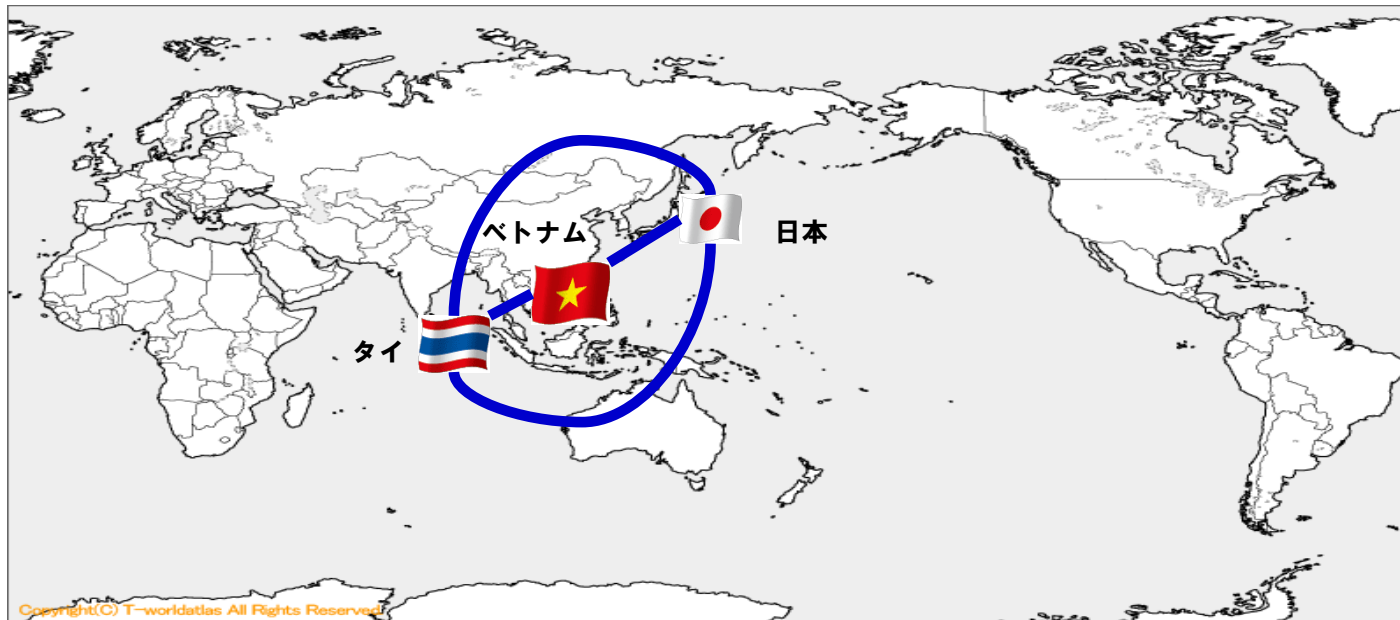 ベトナム
日本
タイ
Copyright(C) T-worldatlas All Rights Reserved